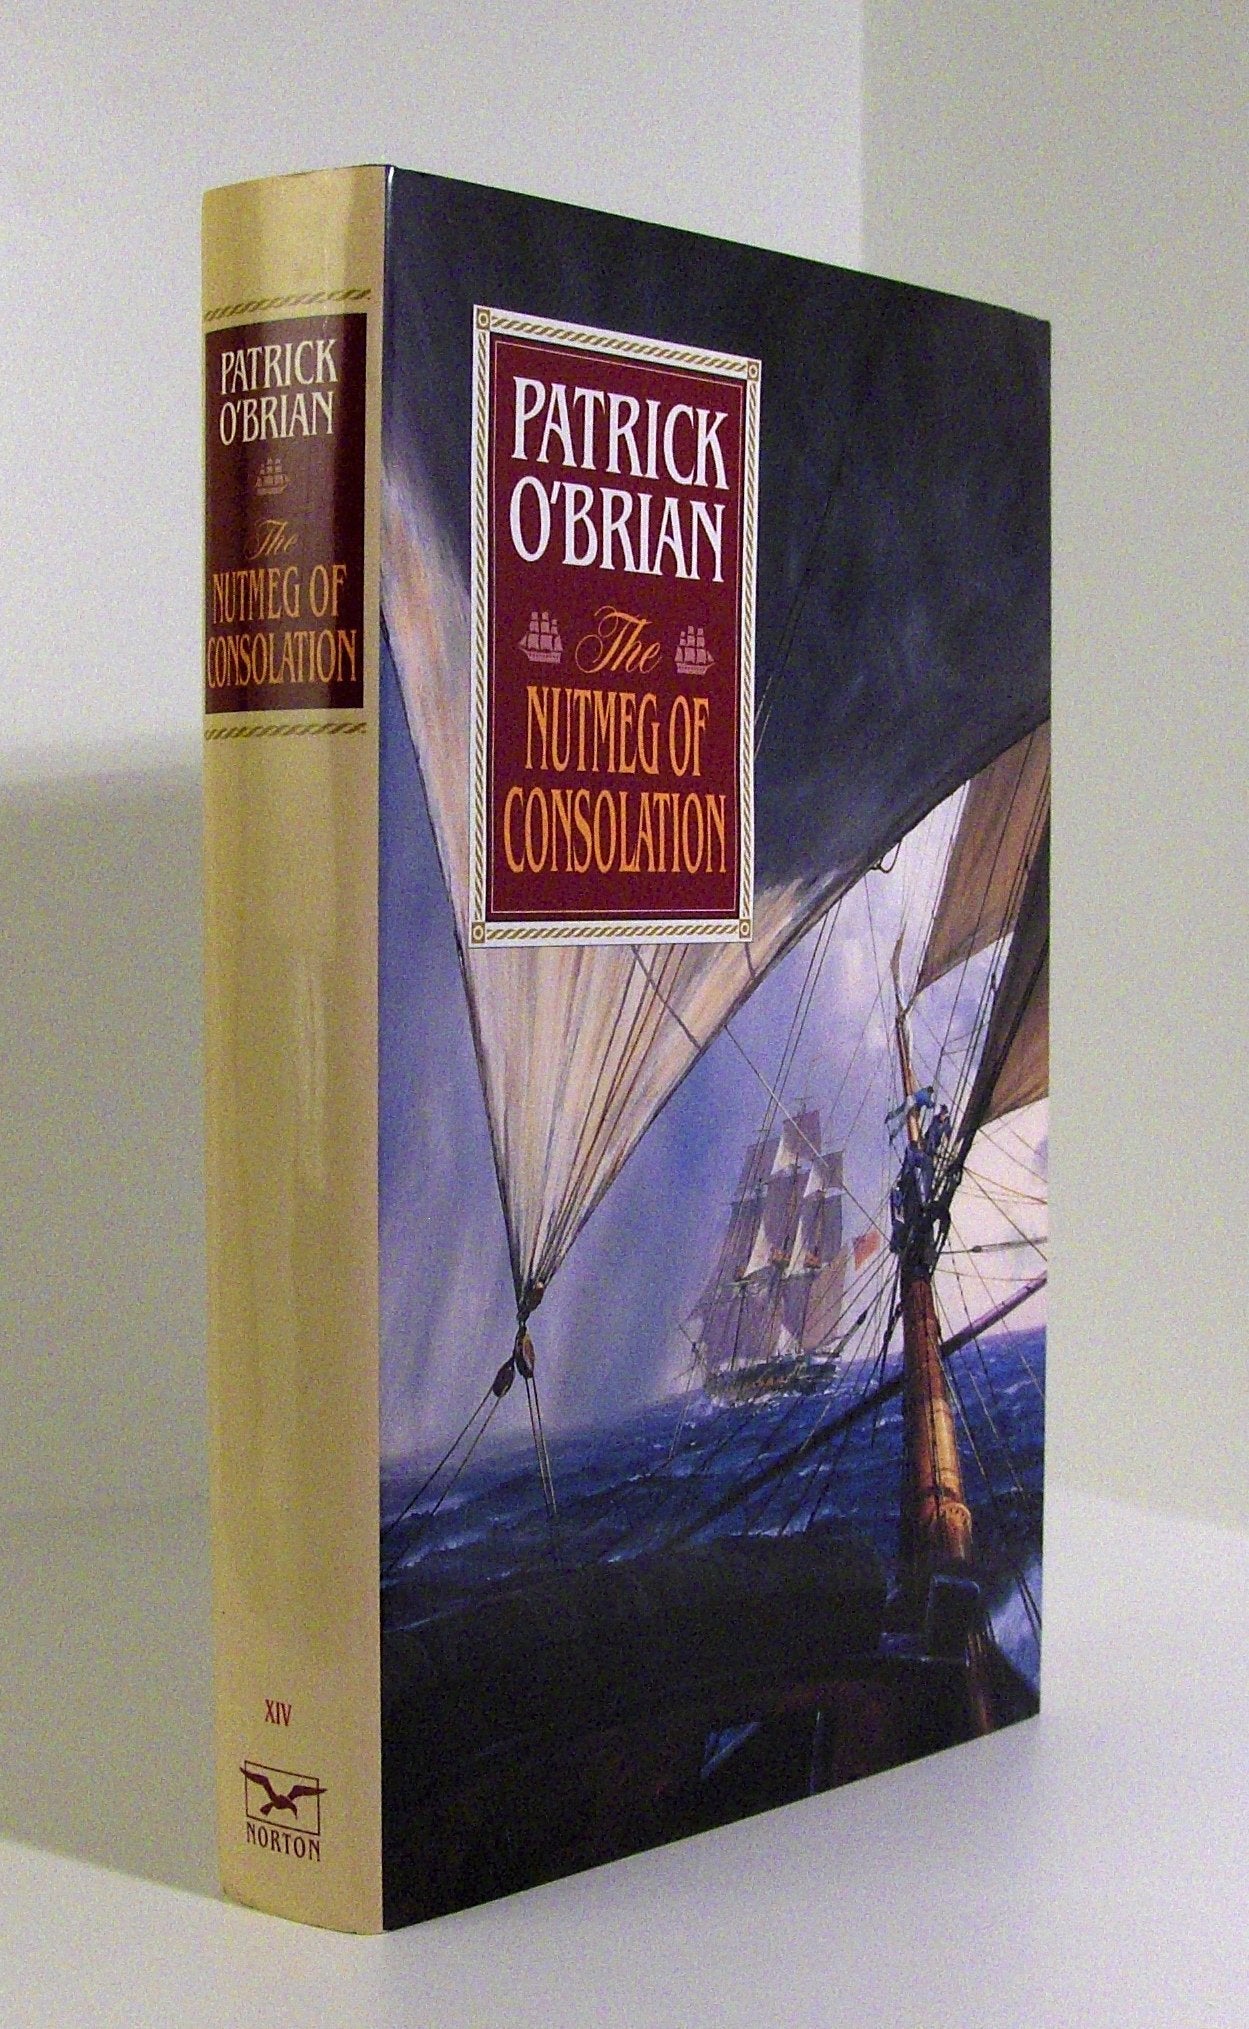 PATRICK
O'BRIAN
The
NUTMEG OF
CONSOLATION
XIV
NORTON
PATRICK
O'BRIAN
The
NUTMEG OF
CONSOLATION